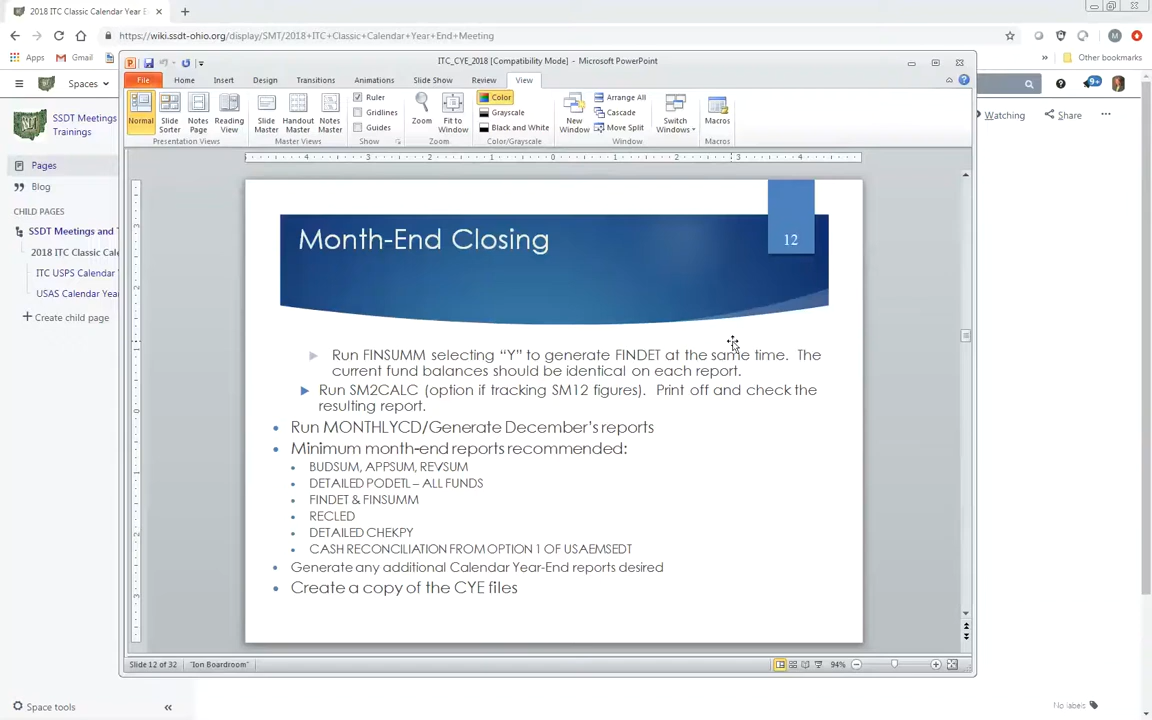 2018 ITC Classic Calendar Year E
https://wiki.ssdt-ohio.org/display/SMT/2018+ITC+Classic+Calendar+Year+End+Meeting
M
Apps
Gmail
»
Other bookmarks
ITC_CYE_2018 [Compatibility Mode] - Microsoft PowerPoint
File
Home
Insert
Design
Transitions
Animations
Slide Show
Review
View
Normal
Slide Sorter
Notes Page
Reading View
Presentation Views
Slide Master
Handout Master
Notes Master
Master Views
Ruler
Gridlines
Guides
Show
Zoom
Fit to Window
Zoom
Color
Grayscale
Black and White
Color/Grayscale
New Window
Arrange All
Cascade
Move Split
Switch Windows
Window
Macros
Macros
Spaces
9+
SSDT Meetings
Trainings
Watching
Share
Pages
Blog
CHILD PAGES
SSDT Meetings and T
2018 ITC Classic Cale
ITC USPS Calendar
USAS Calendar Yea
Create child page
Space tools
«
No labels
4 3 2 1 0 1 2 3 4
Month-End Closing
12
Run FINSUMM selecting “Y” to generate FINDET at the same time. The
current fund balances should be identical on each report.
Run SM2CALC (option if tracking SM12 figures). Print off and check the
resulting report.
• Run MONTHLYCD/Generate December’s reports
• Minimum month-end reports recommended:
• BUDSUM, APPSUM, REVSUM
• DETAILED PODETL – ALL FUNDS
• FINDET & FINSUMM
• RECLED
• DETAILED CHEKPY
• CASH RECONCILIATION FROM OPTION 1 OF USAEMSEDT
• Generate any additional Calendar Year-End reports desired
• Create a copy of the CYE files
Slide 12 of 32
"Ion Boardroom"
94%